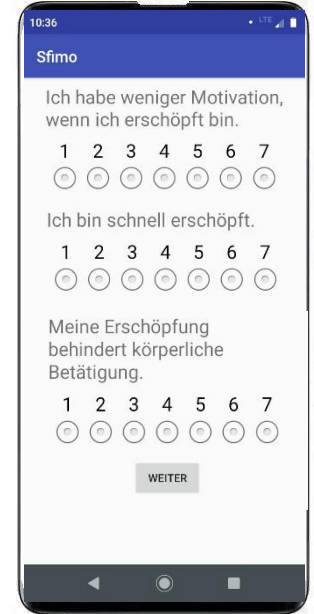 10:36
LTE
Sfimo
Ich habe weniger Motivation,
wenn ich erschöpft bin.
1 2 3 4 5 6 7
Ich bin schnell erschöpft.
1 2 3 4 5 6 7
Meine Erschöpfung
behindert körperliche
Betätigung.
1 2 3 4 5 6 7
WEITER